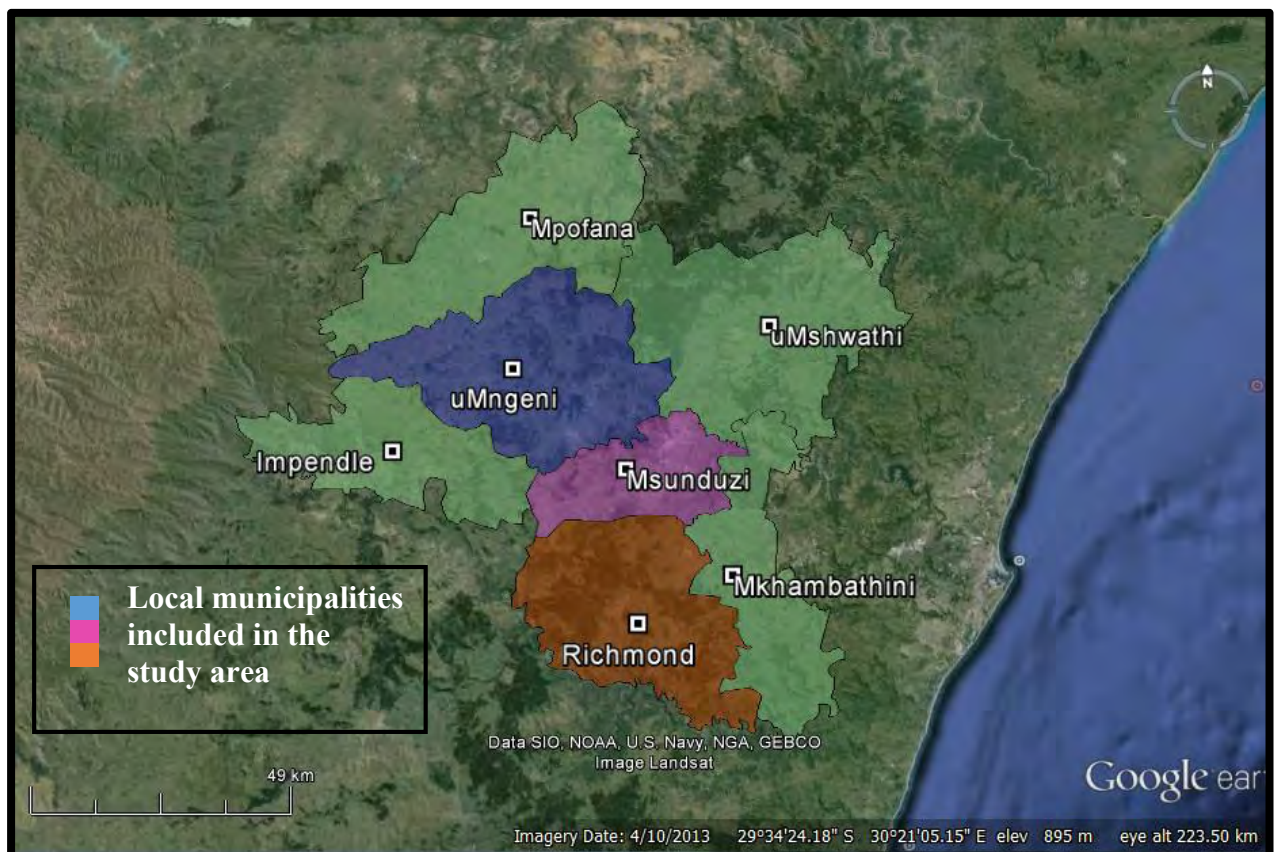 N
Mpofana
uMshwathi
uMngeni
Impendle
Msunduzi
Mkhambathini
Richmond
Local municipalities
included in the
study area
Data SIO, NOAA, U.S. Navy, NGA, GEBCO
Image Landsat
49 km
Google ear
Imagery Date: 4/10/2013 29°34'24.18" S 30°21'05.15" E elev 895 m eye alt 223.50 km